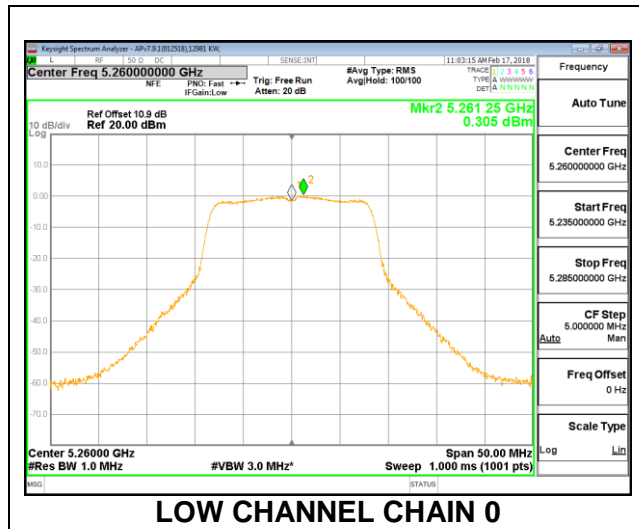 Keysight Spectrum Analyzer - APv7.9.1(012518),12981 KW,
L RF 50 Ω DC SENSE:INT 11:03:15 AM Feb 17, 2018
Center Freq 5.260000000 GHz
NFE
PNO: Fast
IFGain:Low
Trig: Free Run
Atten: 20 dB
#Avg Type: RMS
Avg|Hold: 100/100
TRACE 1 2 3 4 5 6
TYPE A WWWWW
DET A NNNNN
Frequency
Auto Tune
Center Freq
5.260000000 GHz
Start Freq
5.235000000 GHz
Stop Freq
5.285000000 GHz
CF Step
5.000000 MHz
Auto Man
Freq Offset
0 Hz
Scale Type
Log Lin
Mkr2 5.261 25 GHz
0.305 dBm
Ref Offset 10.9 dB
10 dB/div Ref 20.00 dBm
Log
2
10.0
0.00
-10.0
-20.0
-30.0
-40.0
-50.0
-60.0
-70.0
Center 5.26000 GHz Span 50.00 MHz
#Res BW 1.0 MHz #VBW 3.0 MHz* Sweep 1.000 ms (1001 pts)
MSG STATUS
LOW CHANNEL CHAIN 0